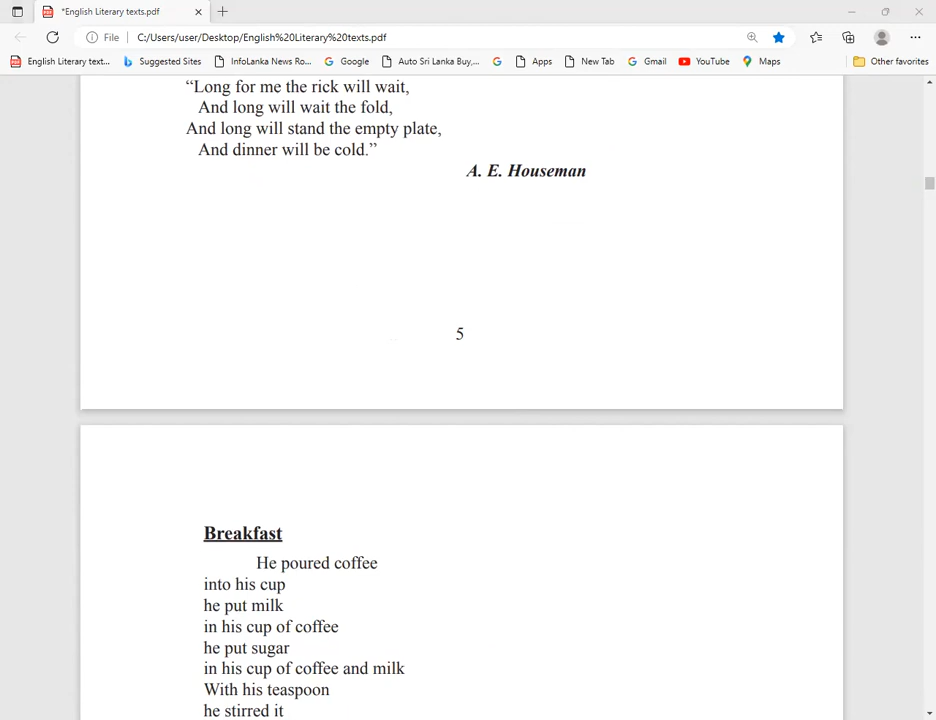 *English Literary texts.pdf
File
C:/Users/user/Desktop/English%20Literary%20texts.pdf
English Literary text...
Suggested Sites
InfoLanka News Ro...
Google
Auto Sri Lanka Buy,...
Apps
New Tab
Gmail
YouTube
Maps
Other favorites
“Long for me the rick will wait,
And long will wait the fold,
And long will stand the empty plate,
And dinner will be cold.”
A. E. Houseman
5
Breakfast
He poured coffee
into his cup
he put milk
in his cup of coffee
he put sugar
in his cup of coffee and milk
With his teaspoon
he stirred it